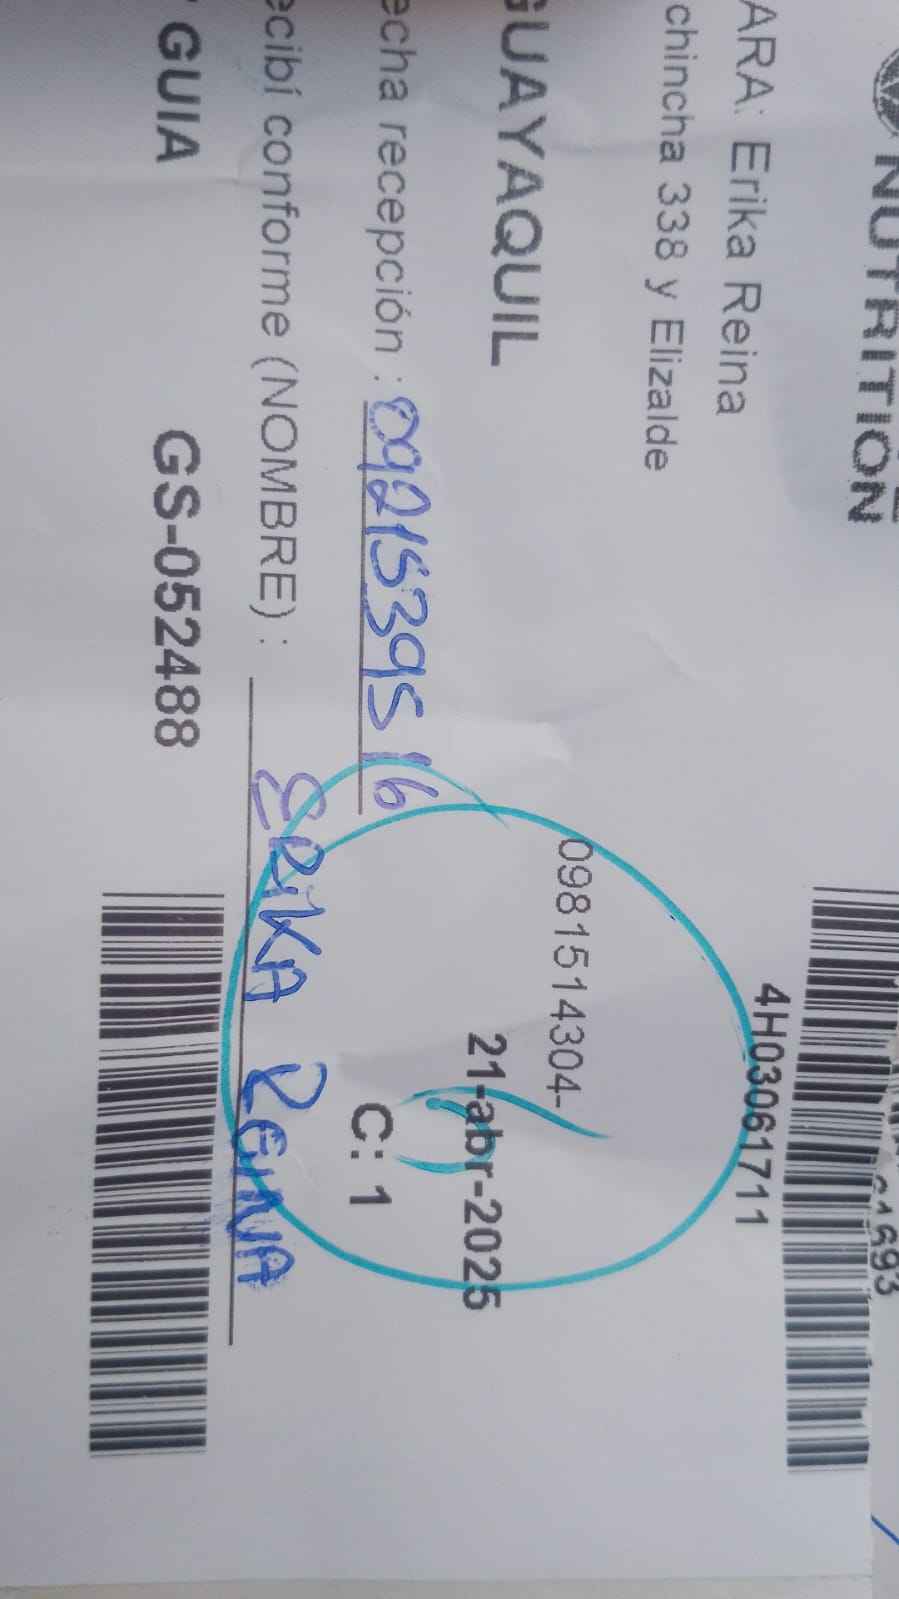 NUTRITION
4H03061711
ARA: Erika Reina
chincha 338 y Elizalde
0981514304-
GUAYAQUIL
21-abr-2025
echa recepción : 0921539516
C: 1
ecibí conforme (NOMBRE) : ERIKA REINA
GUIA
GS-052488